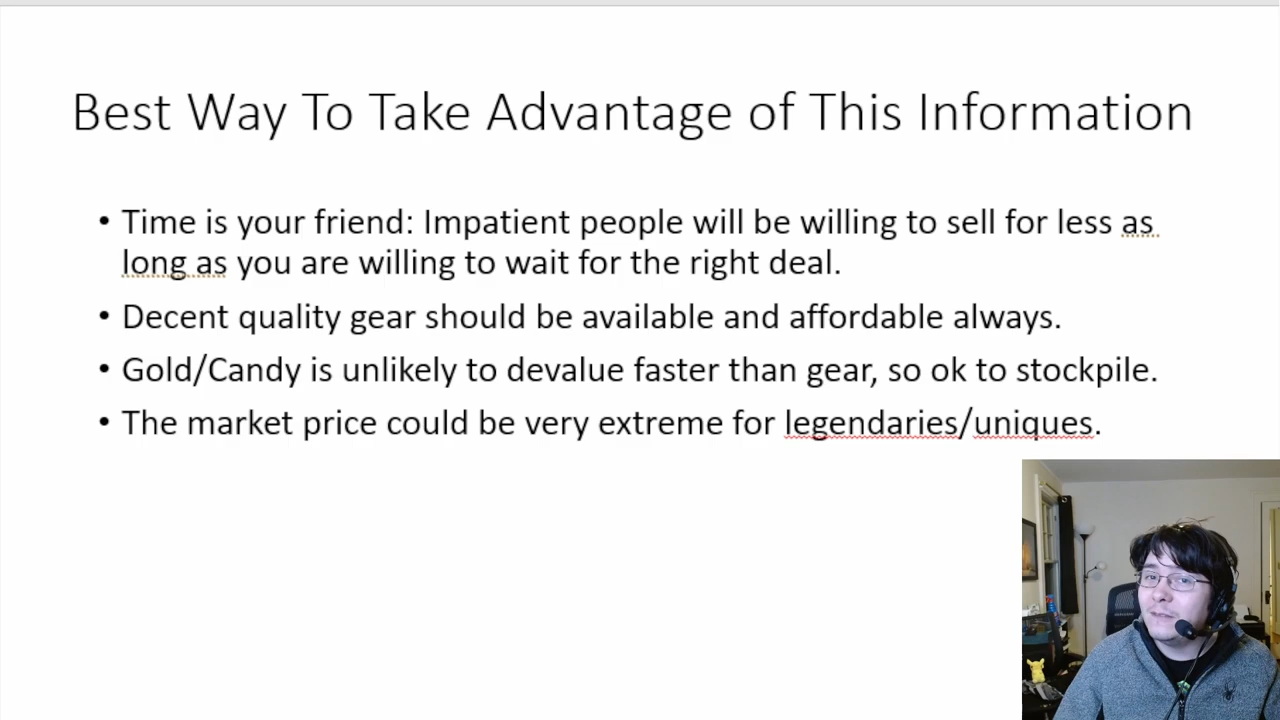 Best Way To Take Advantage of This Information
• Time is your friend: Impatient people will be willing to sell for less as
long as you are willing to wait for the right deal.
• Decent quality gear should be available and affordable always.
• Gold/Candy is unlikely to devalue faster than gear, so ok to stockpile.
• The market price could be very extreme for legendaries/uniques.